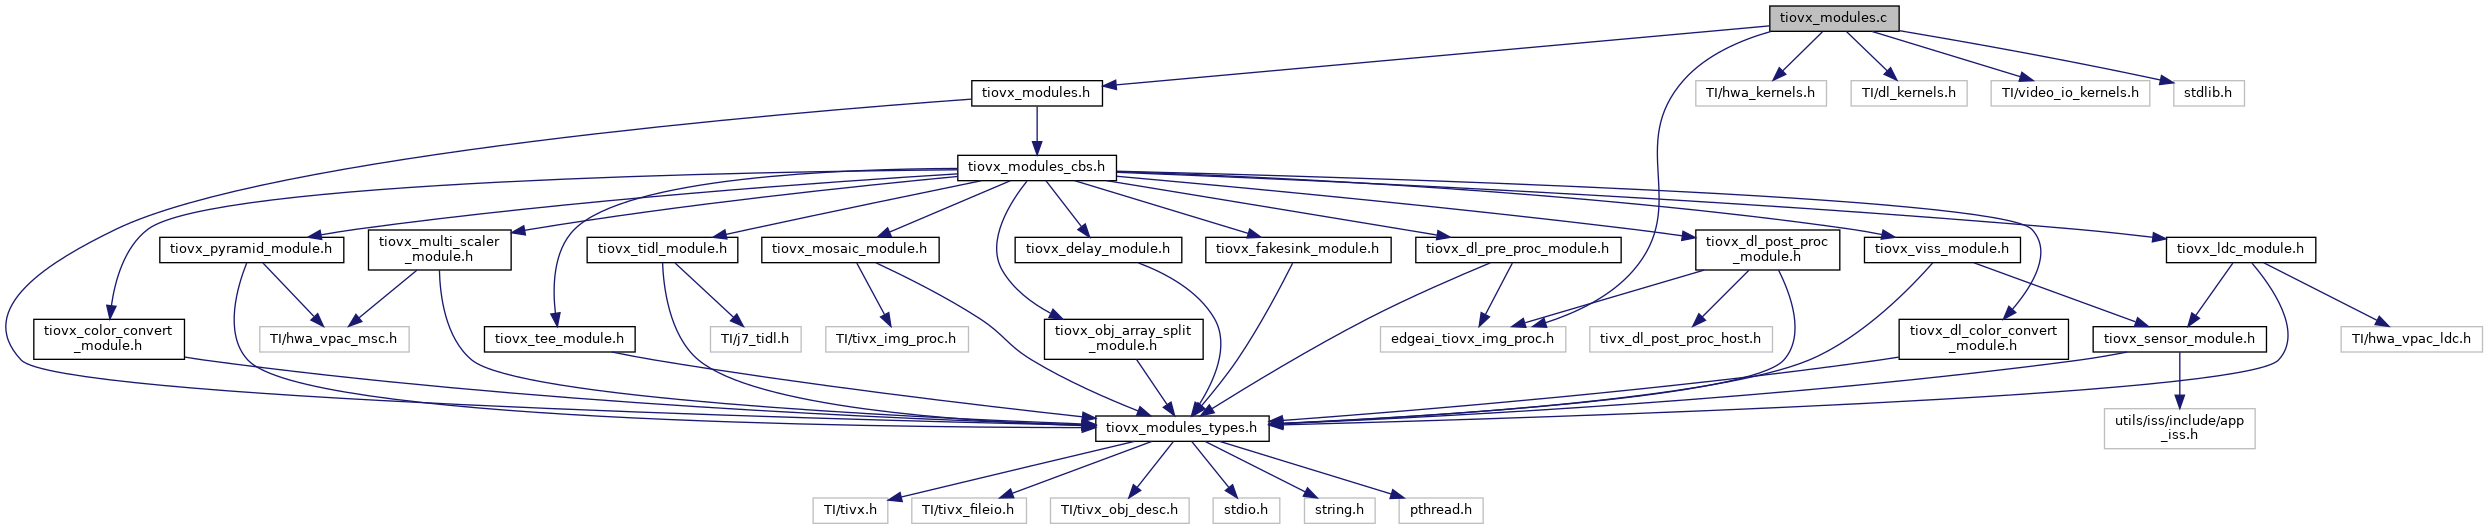 tiovx_modules.c
tiovx_modules.h
TI/hwa_kernels.h
TI/dl_kernels.h
TI/video_io_kernels.h
stdlib.h
tiovx_modules_cbs.h
tiovx_pyramid_module.h
tiovx_multi_scaler
_module.h
tiovx_tidl_module.h
tiovx_mosaic_module.h
tiovx_delay_module.h
tiovx_fakesink_module.h
tiovx_dl_pre_proc_module.h
tiovx_dl_post_proc
_module.h
tiovx_viss_module.h
tiovx_ldc_module.h
tiovx_color_convert
_module.h
TI/hwa_vpac_msc.h
tiovx_tee_module.h
TI/j7_tidl.h
TI/tivx_img_proc.h
tiovx_obj_array_split
_module.h
edgeai_tiovx_img_proc.h
tivx_dl_post_proc_host.h
tiovx_dl_color_convert
_module.h
tiovx_sensor_module.h
TI/hwa_vpac_ldc.h
tiovx_modules_types.h
utils/iss/include/app
_iss.h
TI/tivx.h
TI/tivx_fileio.h
TI/tivx_obj_desc.h
stdio.h
string.h
pthread.h